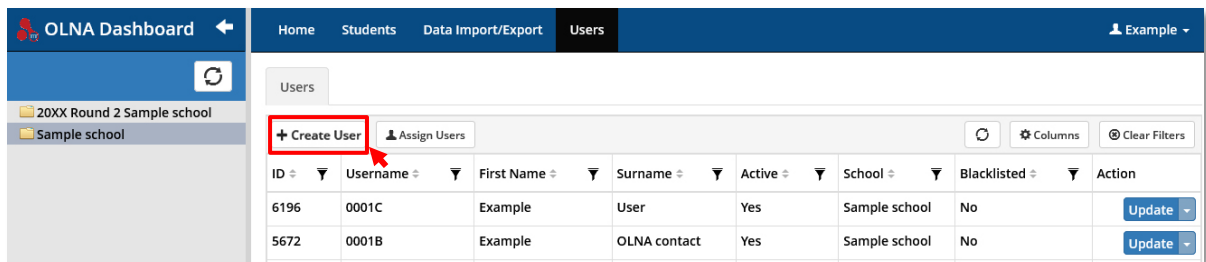 OLNA Dashboard
Home Students Data Import/Export Users Example
Users
20XX Round 2 Sample school
Sample school
Create User Assign Users Columns Clear Filters
ID Username First Name Surname Active School Blacklisted Action
6196 0001C Example User Yes Sample school No Update
5672 0001B Example OLNA contact Yes Sample school No Update